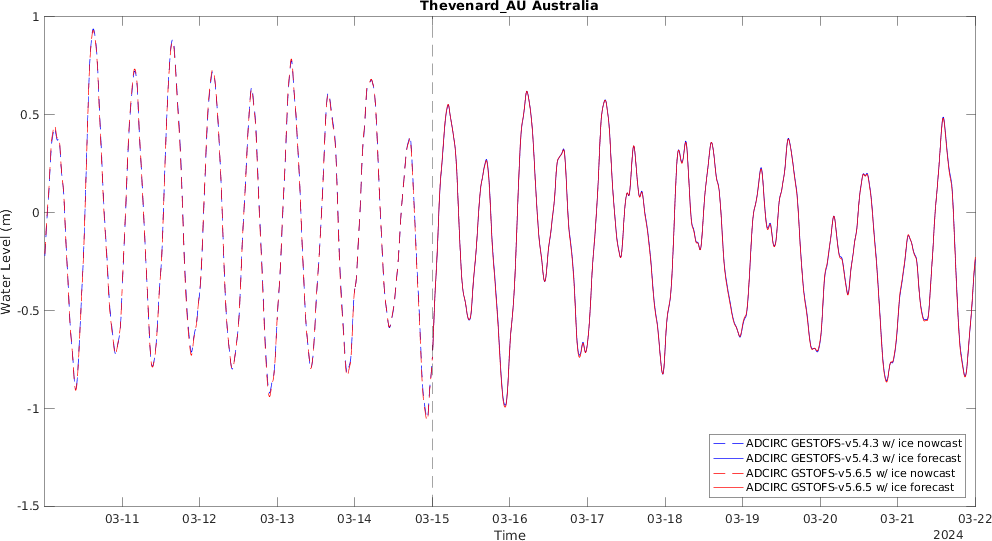 Thevenard_AU Australia
1
0.5
0
-0.5
-1
-1.5
Water Level (m)
ADCIRC GESTOFS-v5.4.3 w/ ice nowcast
ADCIRC GESTOFS-v5.4.3 w/ ice forecast
ADCIRC GSTOFS-v5.6.5 w/ ice nowcast
ADCIRC GSTOFS-v5.6.5 w/ ice forecast
03-11 03-12 03-13 03-14 03-15 03-16 03-17 03-18 03-19 03-20 03-21 03-22
Time
2024